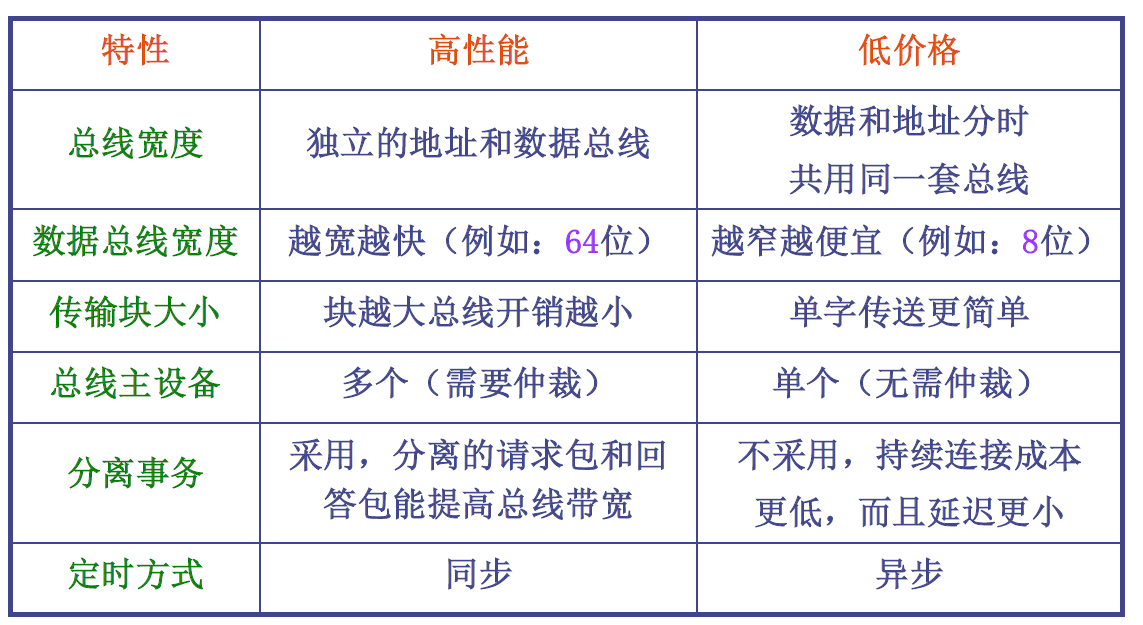 特性 高性能 低价格
总线宽度 独立的地址和数据总线 数据和地址分时
共用同一套总线
数据总线宽度 越宽越快（例如：64位） 越窄越便宜（例如：8位）
传输块大小 块越大总线开销越小 单字传送更简单
总线主设备 多个（需要仲裁） 单个（无需仲裁）
分离事务 采用，分离的请求包和回
答包能提高总线带宽 不采用，持续连接成本
更低，而且延迟更小
定时方式 同步 异步